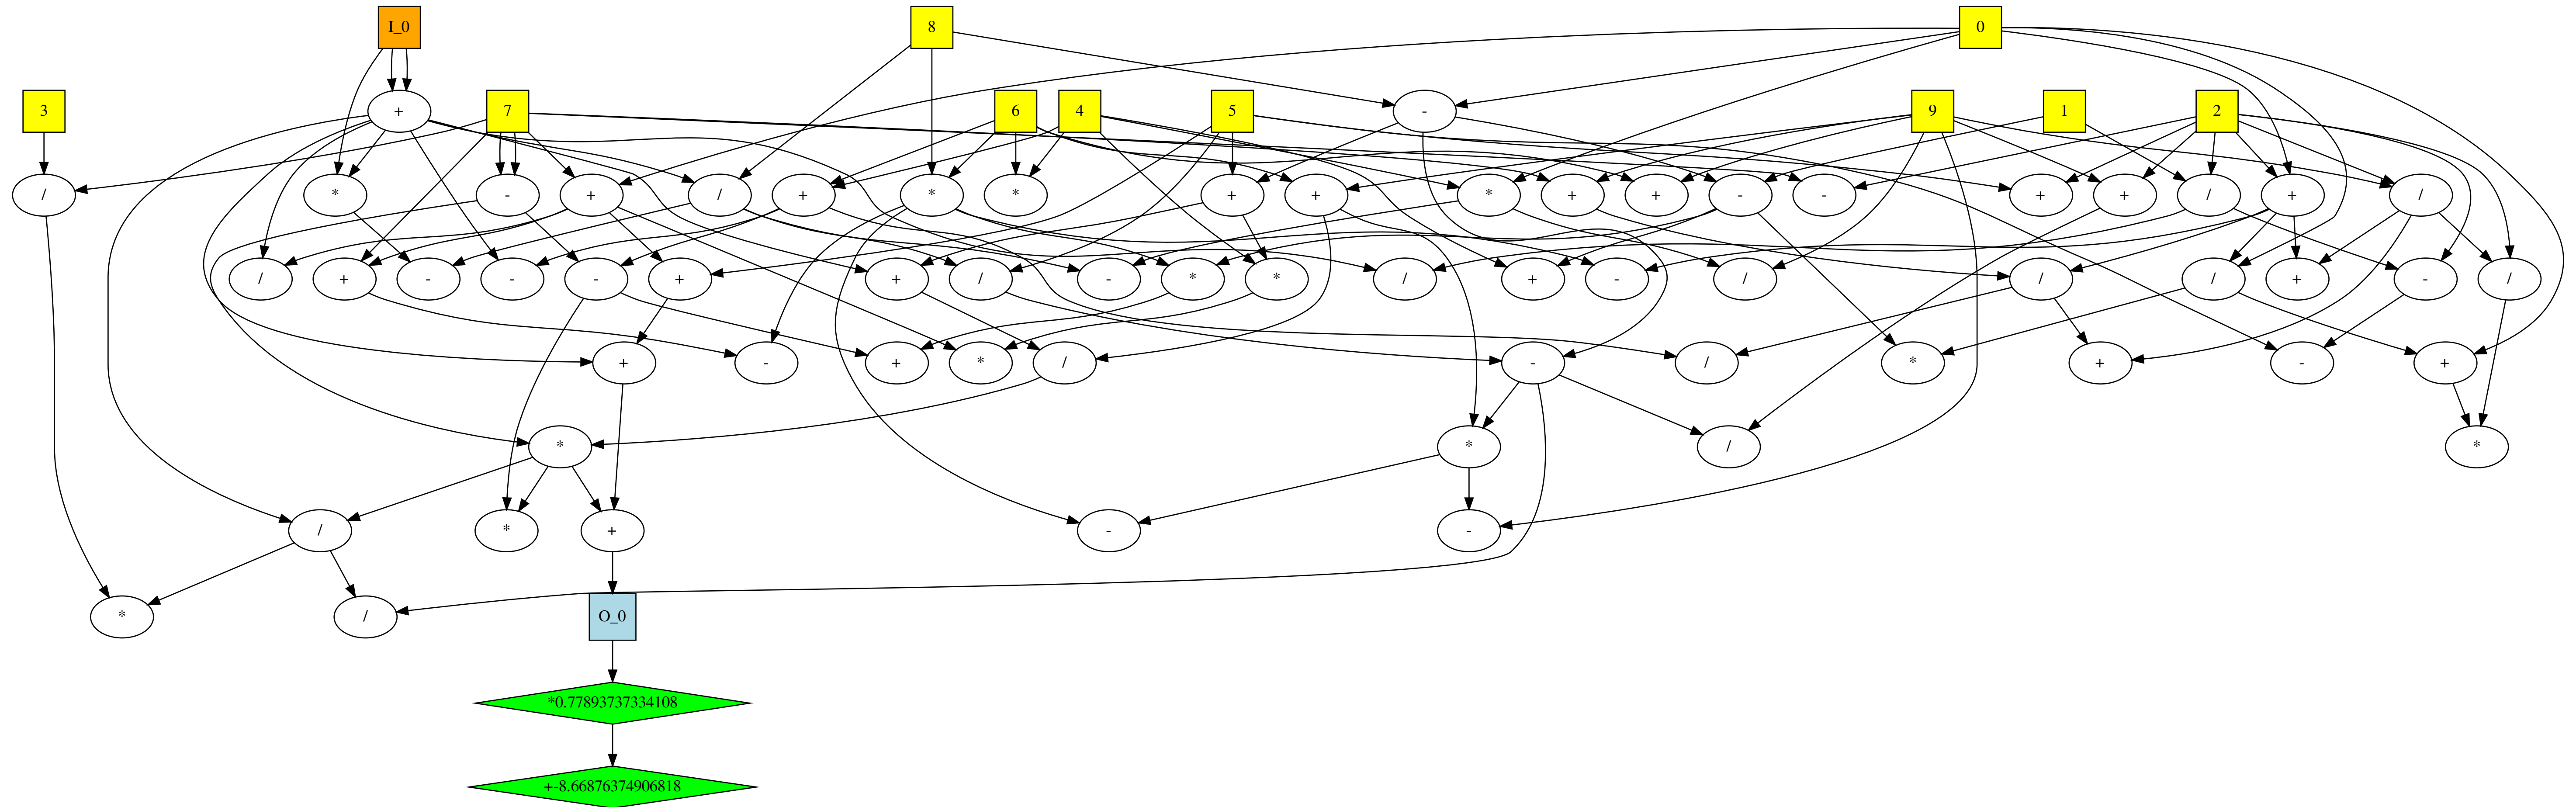 I_0 8 0
3 + 7 6 4 5 - 9 1 2
/ * - + / + * * + + * + + - - + + / + /
/ + - - - + + / - * * / + - / / / + - /
+ - + * / - / * + - +
* * / *
/ * + - -
* / O_0
*0.77893737334108
+-8.66876374906818